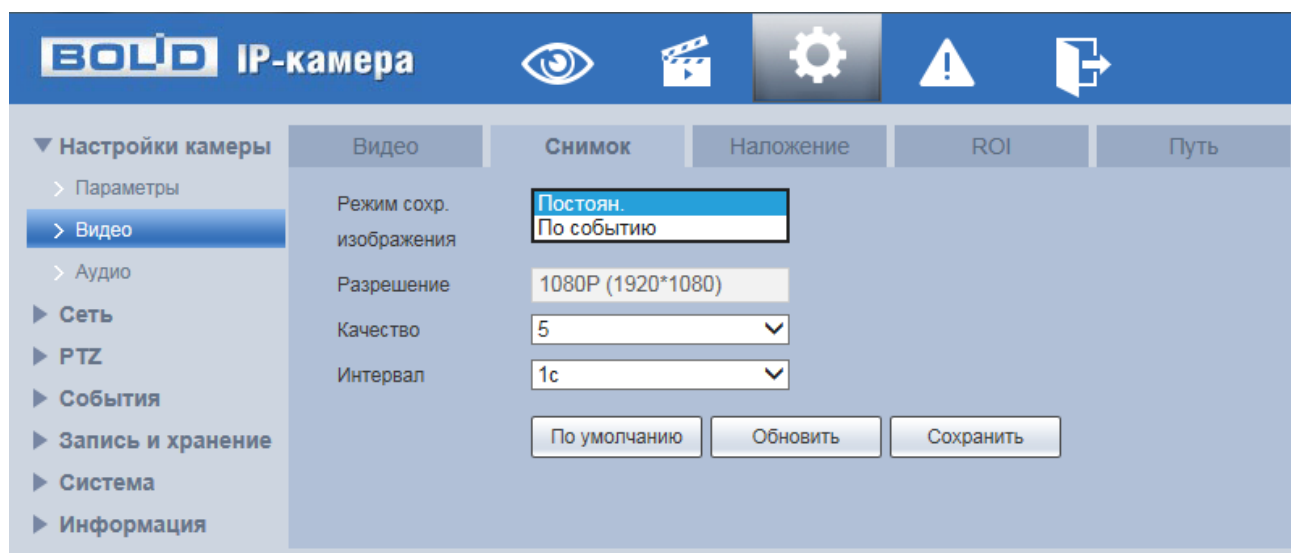 BOLID IP-камера
Настройки камеры
Параметры
Видео
Аудио
Сеть
PTZ
События
Запись и хранение
Система
Информация
Видео
Снимок
Наложение
ROI
Путь
Режим сохр.
изображения
Постоян.
По событию
Разрешение
1080P (1920*1080)
Качество
5
Интервал
1с
По умолчанию
Обновить
Сохранить